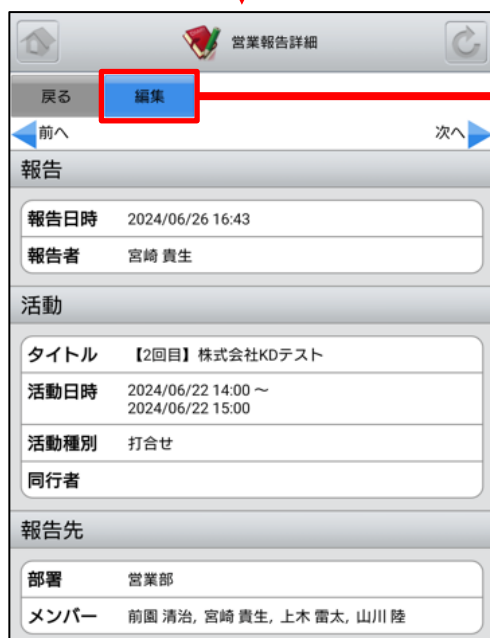 営業報告詳細
戻る 編集
前へ 次へ
報告
報告日時 2024/06/26 16:43
報告者 宮崎 貴生
活動
タイトル 【2回目】株式会社KDテスト
活動日時 2024/06/22 14:00 ～
2024/06/22 15:00
活動種別 打合せ
同行者
報告先
部署 営業部
メンバー 前園 清治, 宮崎 貴生, 上木 雷太, 山川 陸